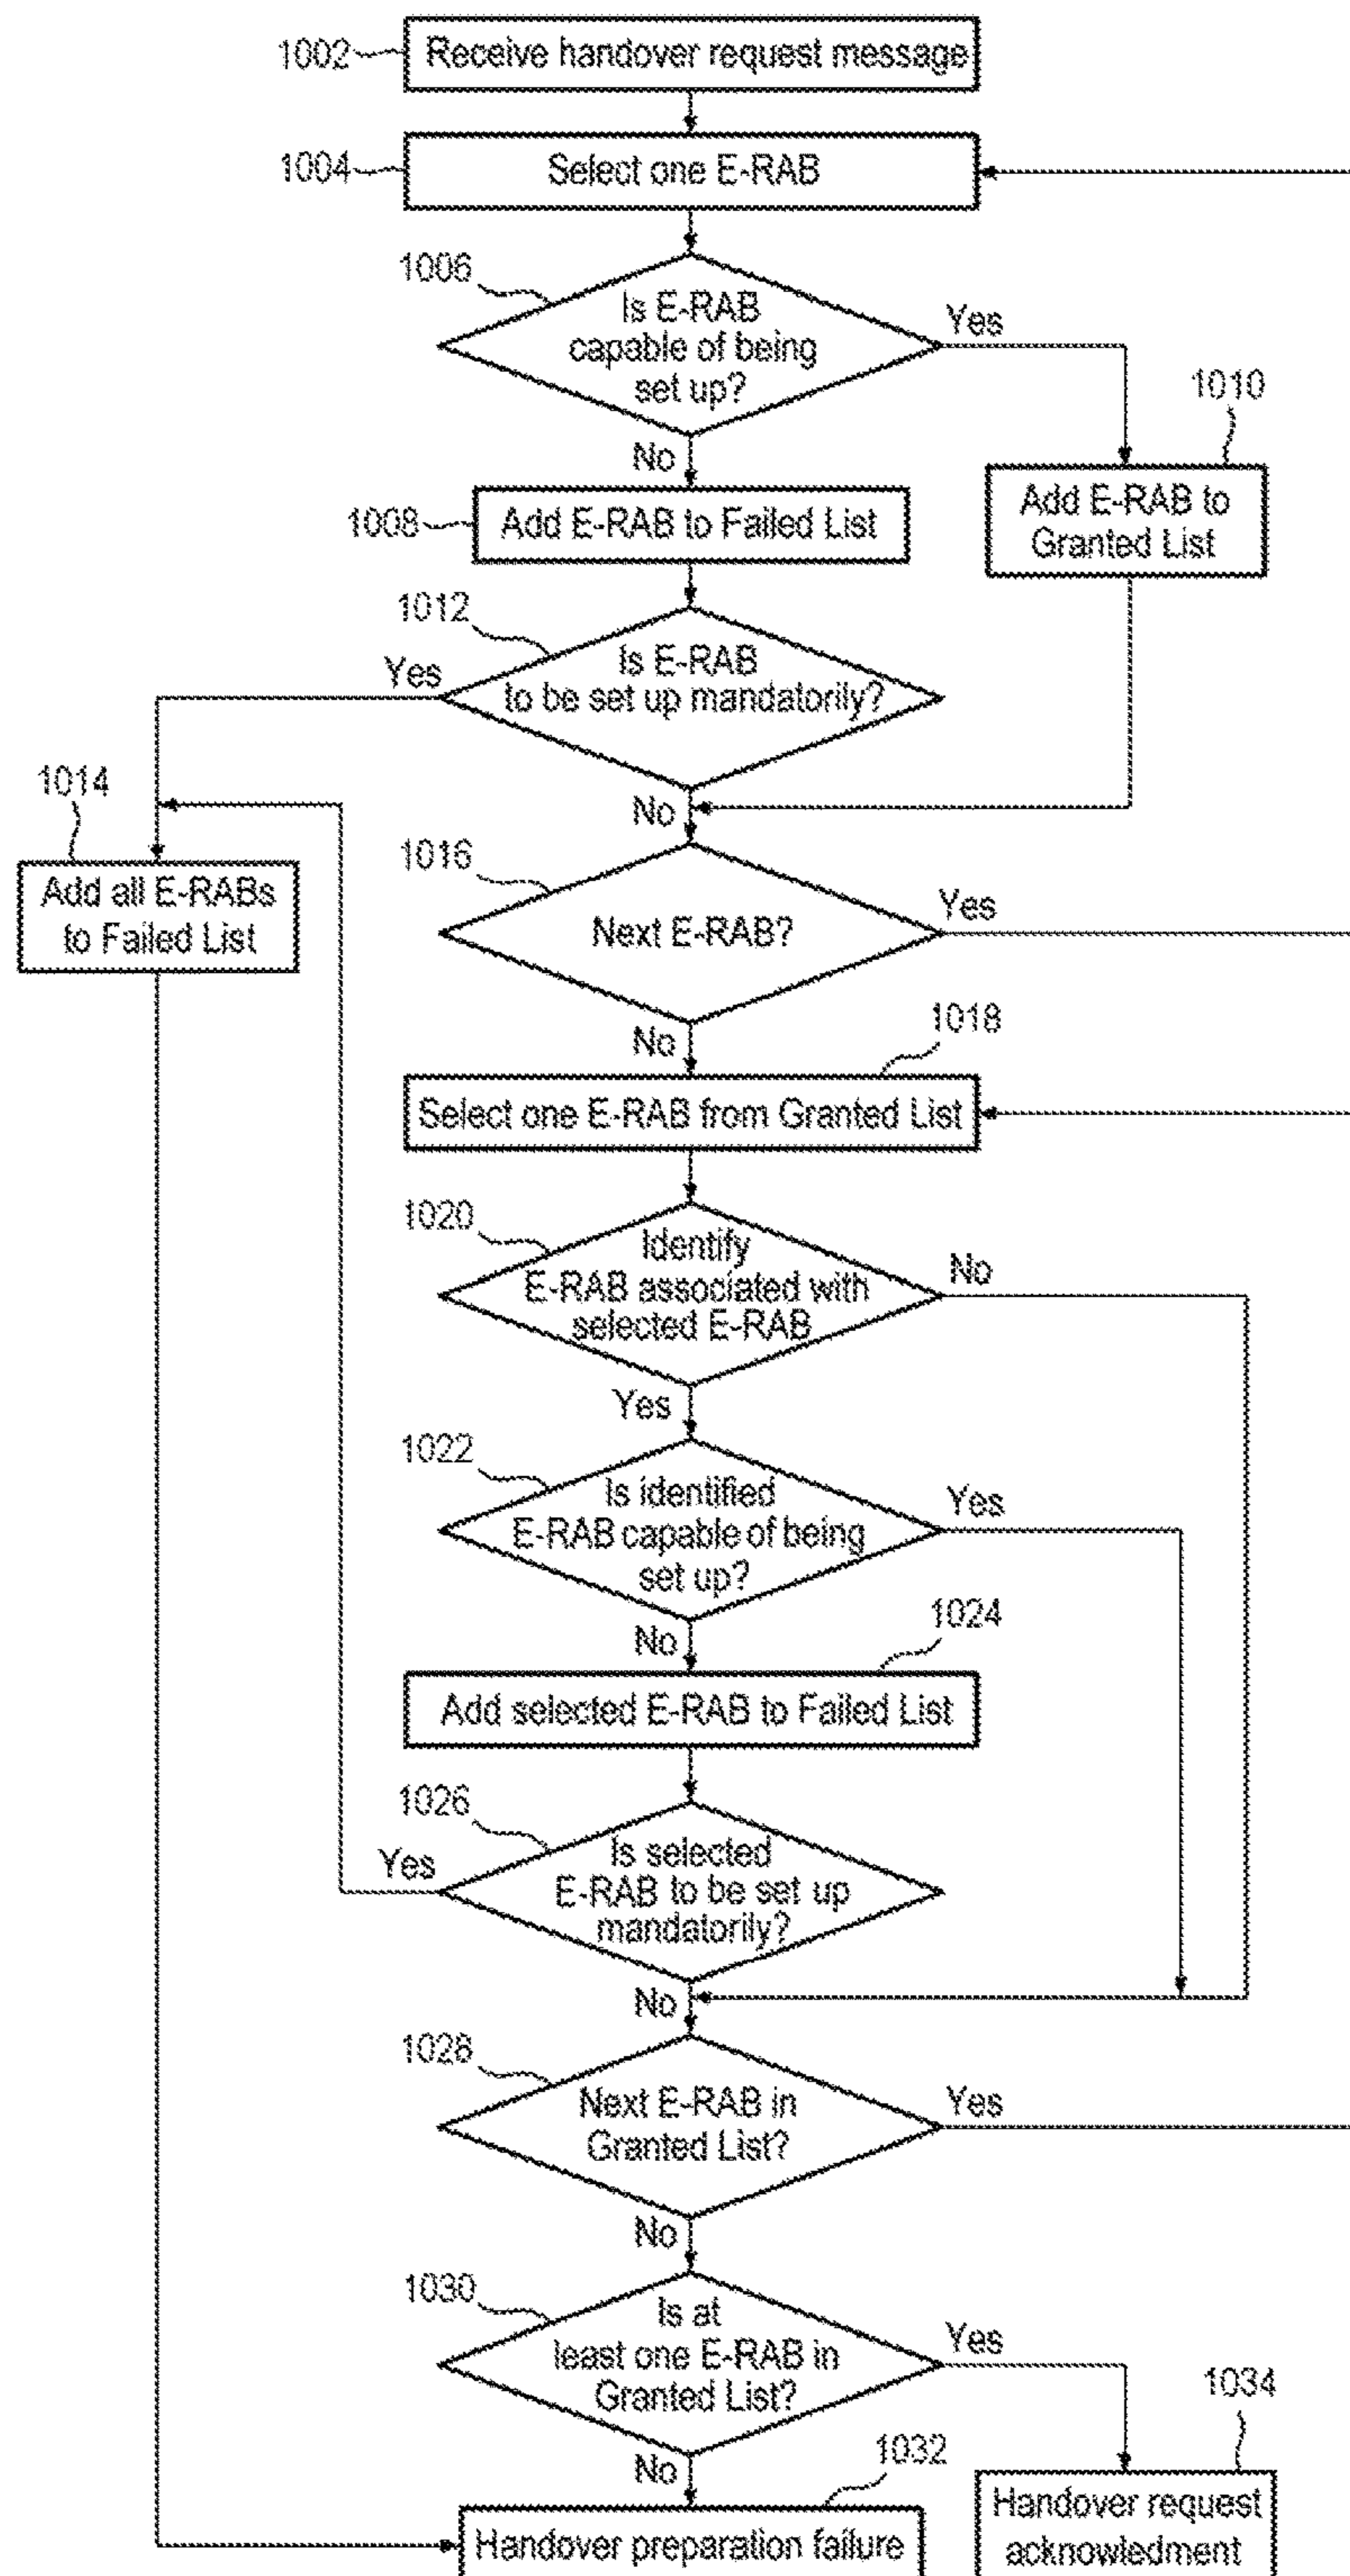 1002
Receive handover request message
1004
Select one E-RAB
1006
Is E-RAB
capable of being
set up?
Yes
No
1010
Add E-RAB to
Granted List
1008
Add E-RAB to Failed List
1012
Is E-RAB
to be set up mandatorily?
Yes
No
1014
Add all E-RABs
to Failed List
1016
Next E-RAB?
Yes
No
1018
Select one E-RAB from Granted List
1020
Identify
E-RAB associated with
selected E-RAB
No
Yes
1022
Is identified
E-RAB capable of being
set up?
Yes
No
1024
Add selected E-RAB to Failed List
1026
Is selected
E-RAB to be set up
mandatorily?
Yes
No
1028
Next E-RAB in
Granted List?
Yes
No
1030
Is at
least one E-RAB in
Granted List?
Yes
No
1032
Handover preparation failure
1034
Handover request
acknowledment